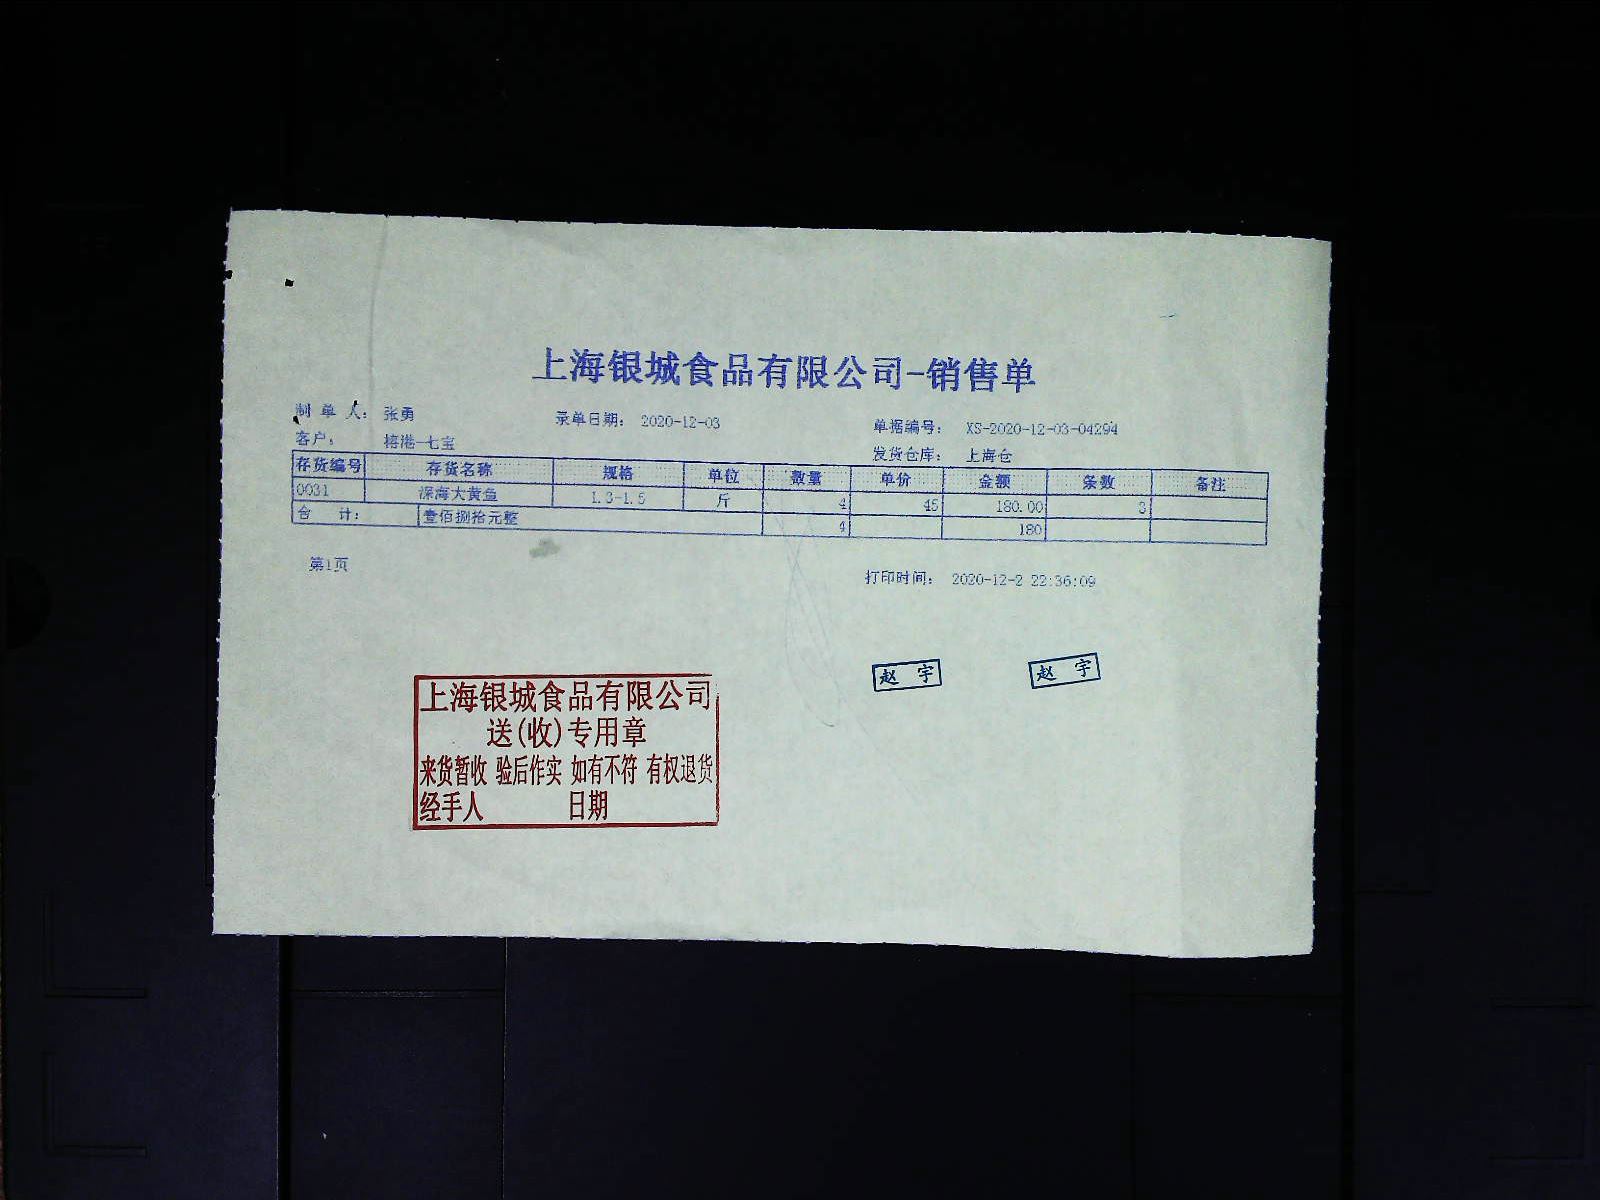 上海银城食品有限公司-销售单
制 单 人： 张勇 录单日期： 2020-12-03 单据编号： XS-2020-12-03-04294
客户： 榕港-七宝 发货仓库： 上海仓
存货编号 存货名称 规格 单位 数量 单价 金额 条数 备注
0031 深海大黄鱼 1.3-1.5 斤 4 45 180.00 3
合 计： 壹佰捌拾元整 4 180
第1页 打印时间： 2020-12-2 22:36:09
赵 宇 赵 宇
上海银城食品有限公司
送(收)专用章
来货暂收 验后作实 如有不符 有权退货
经手人 日期